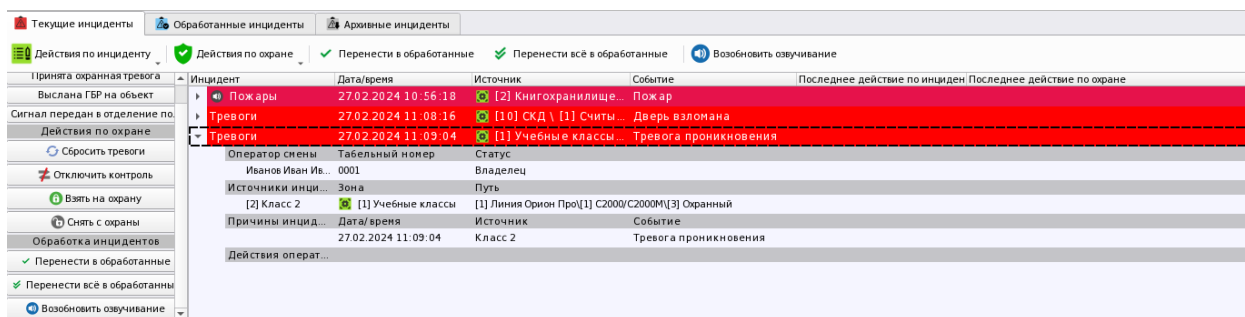 Текущие инциденты Обработанные инциденты Архивные инциденты
Действия по инциденту Действия по охране Перенести в обработанные Перенести всё в обработанные Возобновить озвучивание
Принята охранная тревога
Выслана ГБР на объект
Сигнал передан в отделение по.
Действия по охране
Сбросить тревоги
Отключить контроль
Взять на охрану
Снять с охраны
Обработка инцидентов
Перенести в обработанные
Перенести всё в обработанны
Возобновить озвучивание
Инцидент Дата/время Источник Событие Последнее действие по инциден Последнее действие по охране
Пожары 27.02.2024 10:56:18 [2] Книгохранилище... Пожар
Тревоги 27.02.2024 11:08:16 [10] СКД \ [1] Считы... Дверь взломана
Тревоги 27.02.2024 11:09:04 [1] Учебные классы... Тревога проникновения
Оператор смены Табельный номер Статус
Иванов Иван Ив... 0001 Владелец
Источники инци... Зона Путь
[2] Класс 2 [1] Учебные классы [1] Линия Орион Про\[1] С2000/С2000М\[3] Охранный
Причины инцид... Дата/время Источник Событие
27.02.2024 11:09:04 Класс 2 Тревога проникновения
Действия операт...